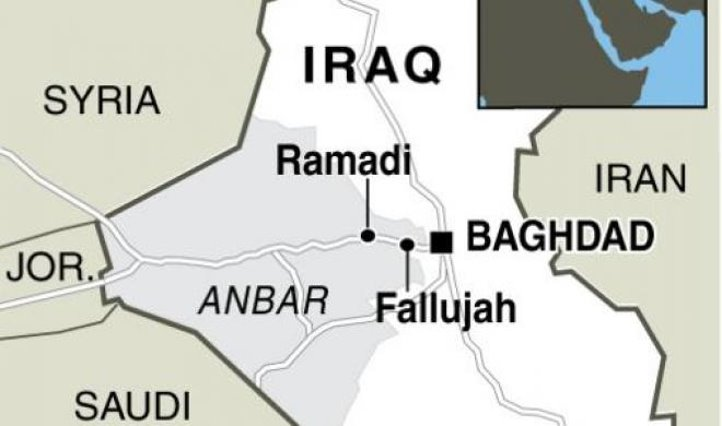 IRAQ
SYRIA
Ramadi
IRAN
BAGHDAD
JOR.
ANBAR
Fallujah
SAUDI